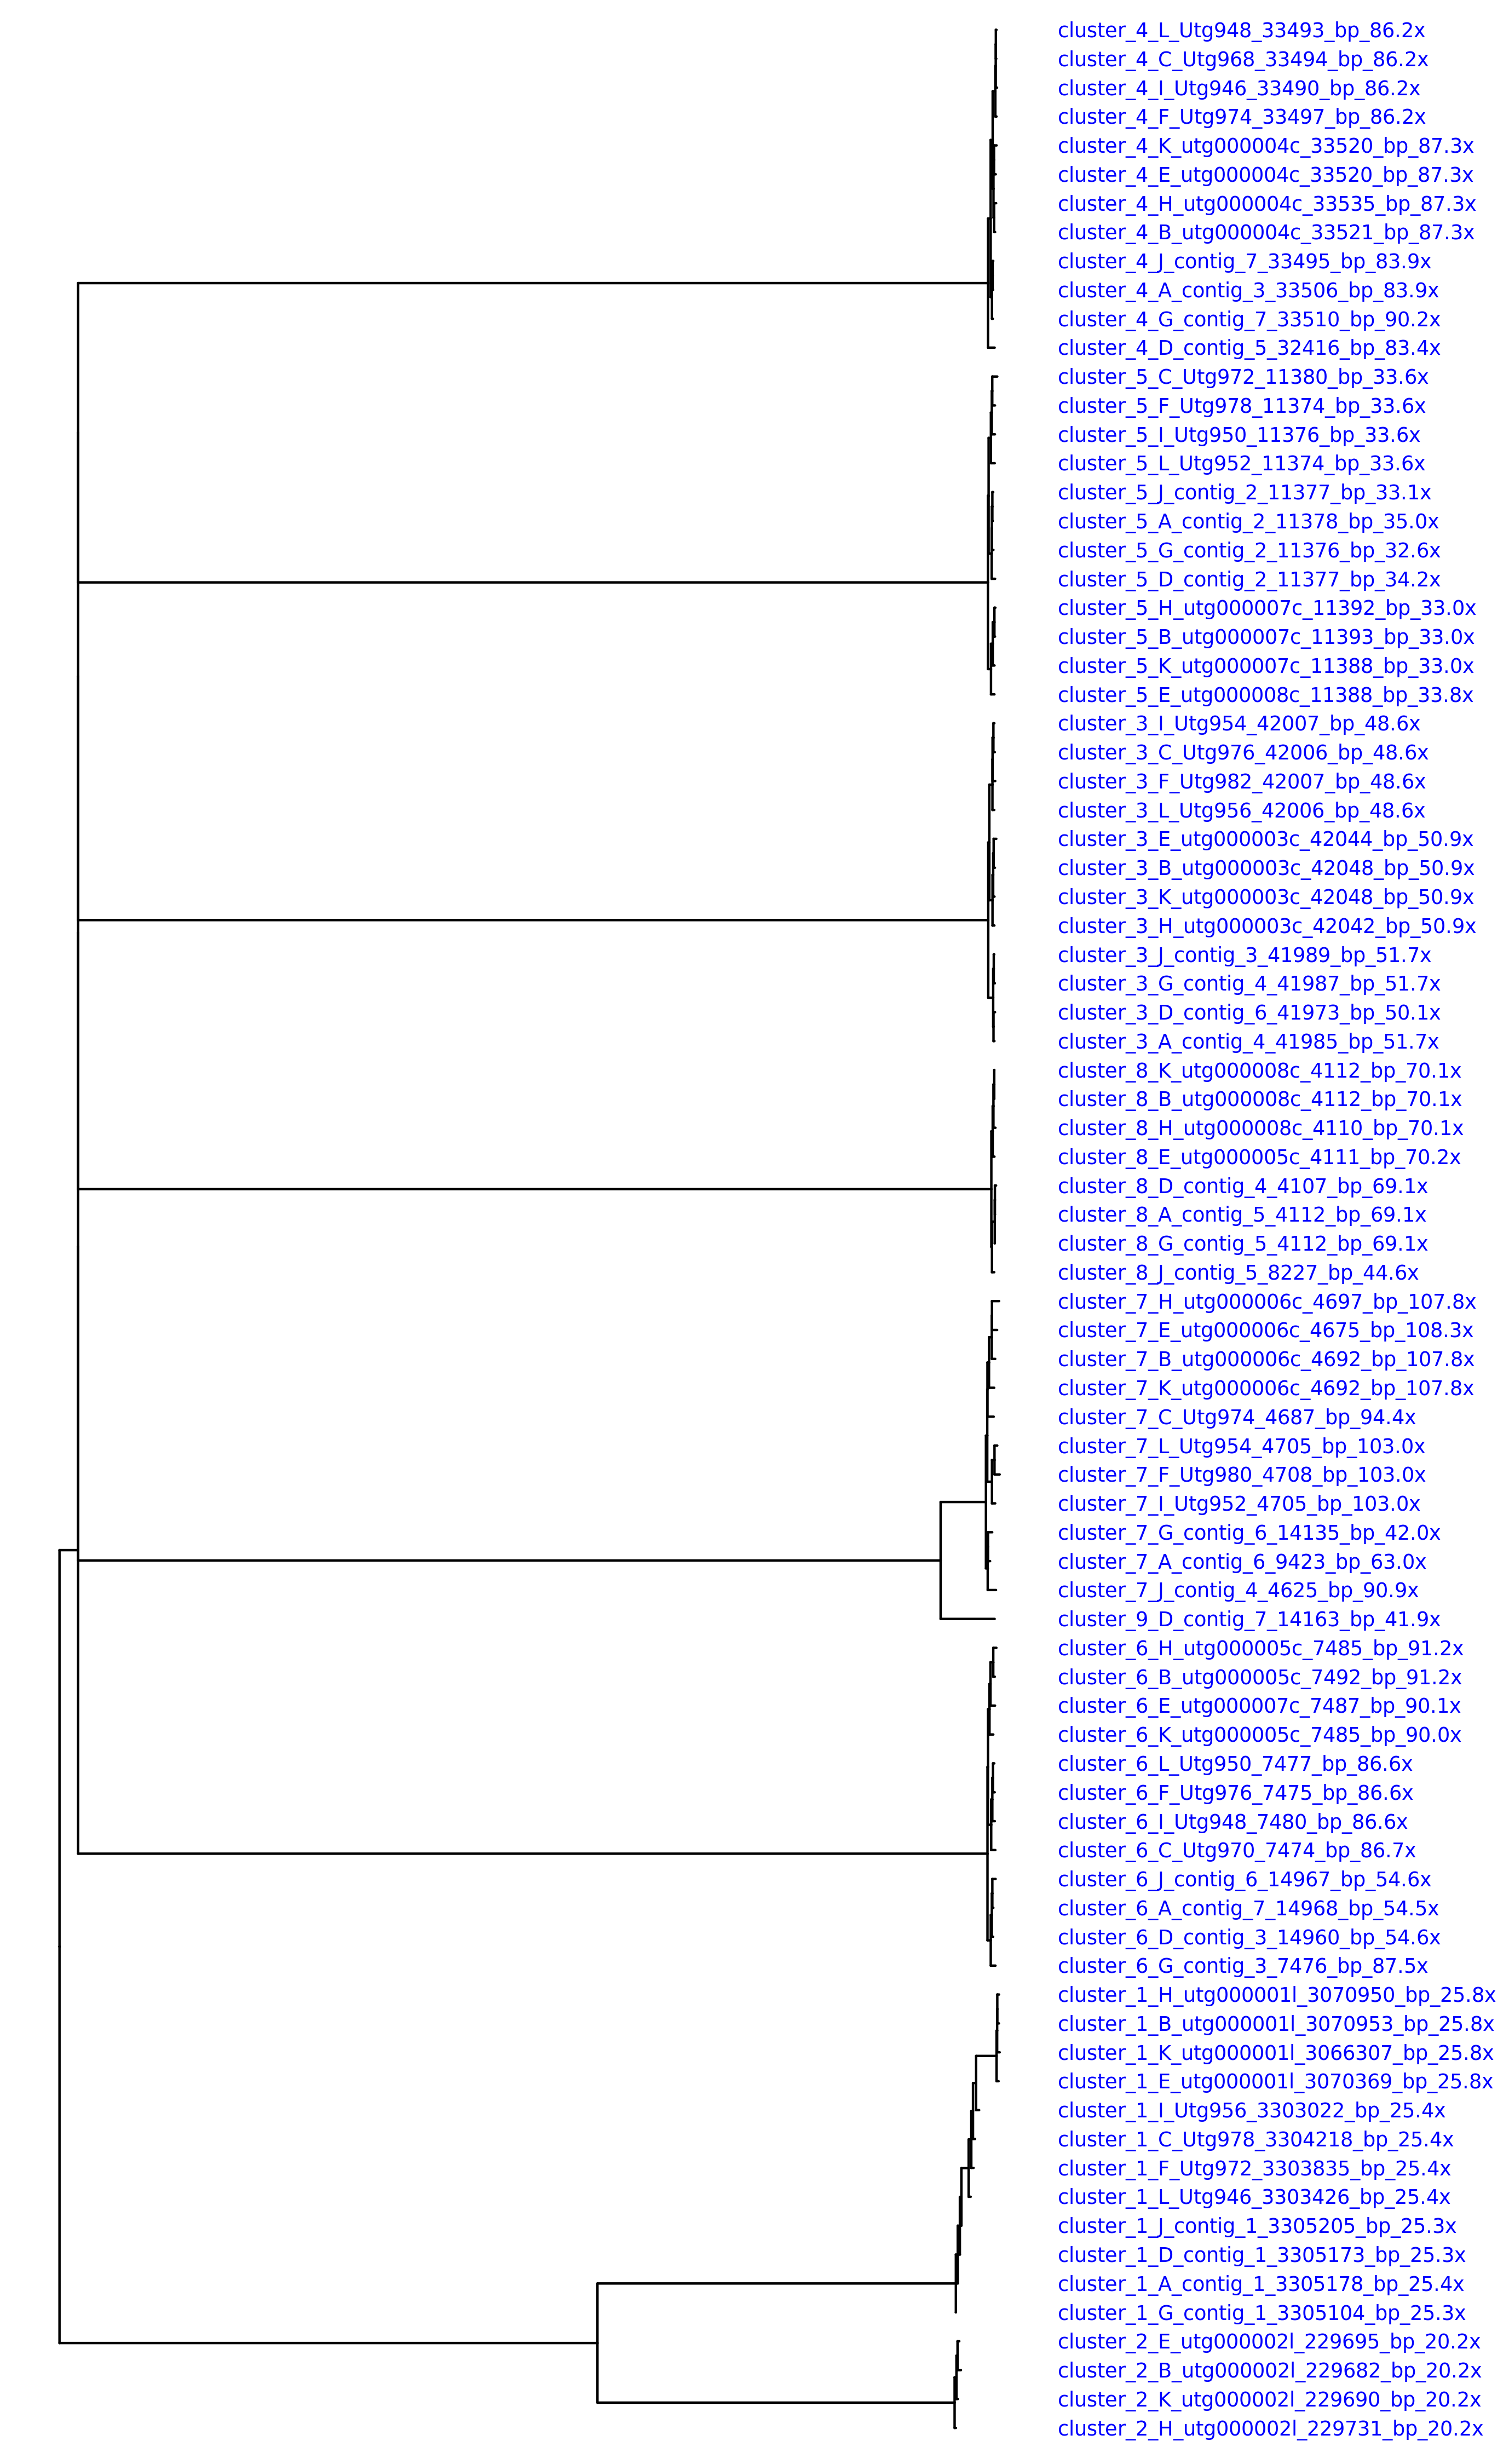 cluster_4_L_Utg948_33493_bp_86.2x
cluster_4_C_Utg968_33494_bp_86.2x
cluster_4_I_Utg946_33490_bp_86.2x
cluster_4_F_Utg974_33497_bp_86.2x
cluster_4_K_utg000004c_33520_bp_87.3x
cluster_4_E_utg000004c_33520_bp_87.3x
cluster_4_H_utg000004c_33535_bp_87.3x
cluster_4_B_utg000004c_33521_bp_87.3x
cluster_4_J_contig_7_33495_bp_83.9x
cluster_4_A_contig_3_33506_bp_83.9x
cluster_4_G_contig_7_33510_bp_90.2x
cluster_4_D_contig_5_32416_bp_83.4x
cluster_5_C_Utg972_11380_bp_33.6x
cluster_5_F_Utg978_11374_bp_33.6x
cluster_5_I_Utg950_11376_bp_33.6x
cluster_5_L_Utg952_11374_bp_33.6x
cluster_5_J_contig_2_11377_bp_33.1x
cluster_5_A_contig_2_11378_bp_35.0x
cluster_5_G_contig_2_11376_bp_32.6x
cluster_5_D_contig_2_11377_bp_34.2x
cluster_5_H_utg000007c_11392_bp_33.0x
cluster_5_B_utg000007c_11393_bp_33.0x
cluster_5_K_utg000007c_11388_bp_33.0x
cluster_5_E_utg000008c_11388_bp_33.8x
cluster_3_I_Utg954_42007_bp_48.6x
cluster_3_C_Utg976_42006_bp_48.6x
cluster_3_F_Utg982_42007_bp_48.6x
cluster_3_L_Utg956_42006_bp_48.6x
cluster_3_E_utg000003c_42044_bp_50.9x
cluster_3_B_utg000003c_42048_bp_50.9x
cluster_3_K_utg000003c_42048_bp_50.9x
cluster_3_H_utg000003c_42042_bp_50.9x
cluster_3_J_contig_3_41989_bp_51.7x
cluster_3_G_contig_4_41987_bp_51.7x
cluster_3_D_contig_6_41973_bp_50.1x
cluster_3_A_contig_4_41985_bp_51.7x
cluster_8_K_utg000008c_4112_bp_70.1x
cluster_8_B_utg000008c_4112_bp_70.1x
cluster_8_H_utg000008c_4110_bp_70.1x
cluster_8_E_utg000005c_4111_bp_70.2x
cluster_8_D_contig_4_4107_bp_69.1x
cluster_8_A_contig_5_4112_bp_69.1x
cluster_8_G_contig_5_4112_bp_69.1x
cluster_8_J_contig_5_8227_bp_44.6x
cluster_7_H_utg000006c_4697_bp_107.8x
cluster_7_E_utg000006c_4675_bp_108.3x
cluster_7_B_utg000006c_4692_bp_107.8x
cluster_7_K_utg000006c_4692_bp_107.8x
cluster_7_C_Utg974_4687_bp_94.4x
cluster_7_L_Utg954_4705_bp_103.0x
cluster_7_F_Utg980_4708_bp_103.0x
cluster_7_I_Utg952_4705_bp_103.0x
cluster_7_G_contig_6_14135_bp_42.0x
cluster_7_A_contig_6_9423_bp_63.0x
cluster_7_J_contig_4_4625_bp_90.9x
cluster_9_D_contig_7_14163_bp_41.9x
cluster_6_H_utg000005c_7485_bp_91.2x
cluster_6_B_utg000005c_7492_bp_91.2x
cluster_6_E_utg000007c_7487_bp_90.1x
cluster_6_K_utg000005c_7485_bp_90.0x
cluster_6_L_Utg950_7477_bp_86.6x
cluster_6_F_Utg976_7475_bp_86.6x
cluster_6_I_Utg948_7480_bp_86.6x
cluster_6_C_Utg970_7474_bp_86.7x
cluster_6_J_contig_6_14967_bp_54.6x
cluster_6_A_contig_7_14968_bp_54.5x
cluster_6_D_contig_3_14960_bp_54.6x
cluster_6_G_contig_3_7476_bp_87.5x
cluster_1_H_utg000001l_3070950_bp_25.8x
cluster_1_B_utg000001l_3070953_bp_25.8x
cluster_1_K_utg000001l_3066307_bp_25.8x
cluster_1_E_utg000001l_3070369_bp_25.8x
cluster_1_I_Utg956_3303022_bp_25.4x
cluster_1_C_Utg978_3304218_bp_25.4x
cluster_1_F_Utg972_3303835_bp_25.4x
cluster_1_L_Utg946_3303426_bp_25.4x
cluster_1_J_contig_1_3305205_bp_25.3x
cluster_1_D_contig_1_3305173_bp_25.3x
cluster_1_A_contig_1_3305178_bp_25.4x
cluster_1_G_contig_1_3305104_bp_25.3x
cluster_2_E_utg000002l_229695_bp_20.2x
cluster_2_B_utg000002l_229682_bp_20.2x
cluster_2_K_utg000002l_229690_bp_20.2x
cluster_2_H_utg000002l_229731_bp_20.2x